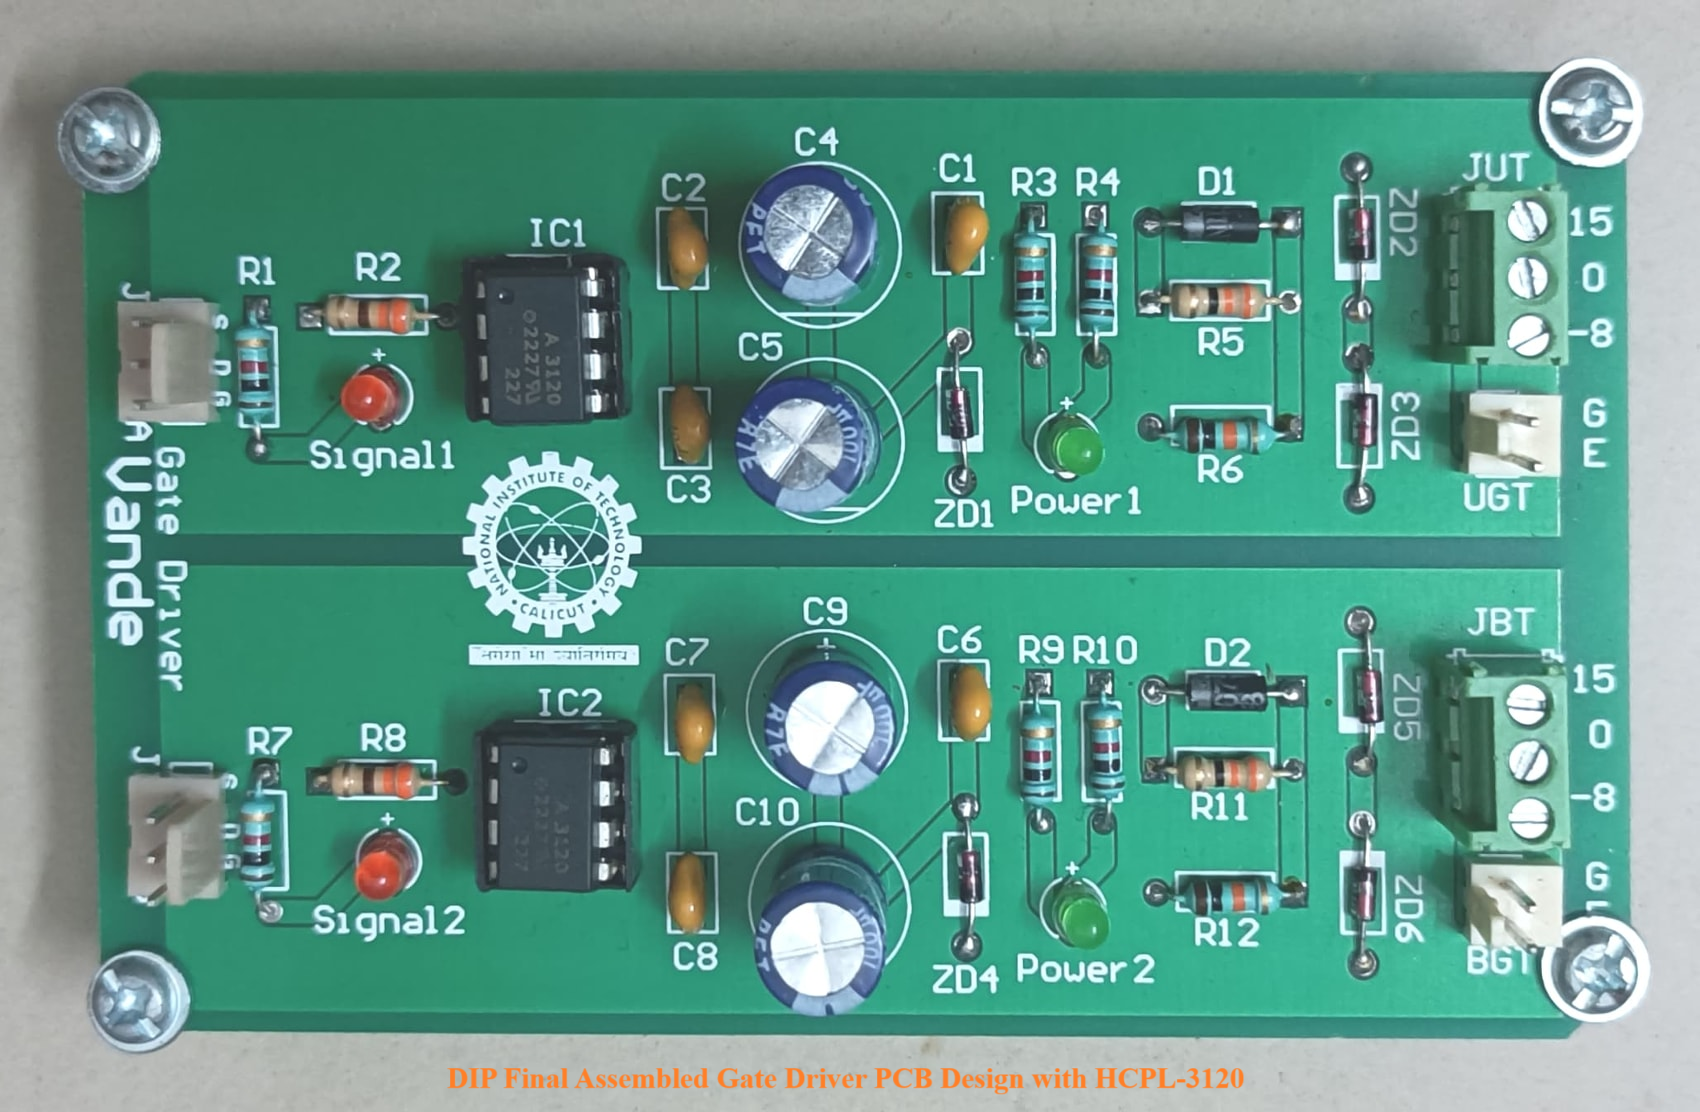 C4
C2
C1
R3
R4
D1
JUT
ZD2
15
IC1
R1
R2
0
C5
R5
-8
A 3120
227
S
G
ZD3
G
E
Signal1
R6
C3
ZD1
Power1
UGT
A Vande
Gate Driver
NATIONAL INSTITUTE OF TECHNOLOGY
CALICUT
C9
C6
JBT
C7
R9
R10
D2
15
ZD5
IC2
0
R7
R8
-8
C10
R11
A 3120
G
G
ZD6
Signal2
R12
C8
ZD4
Power2
BGT
DIP Final Assembled Gate Driver PCB Design with HCPL-3120